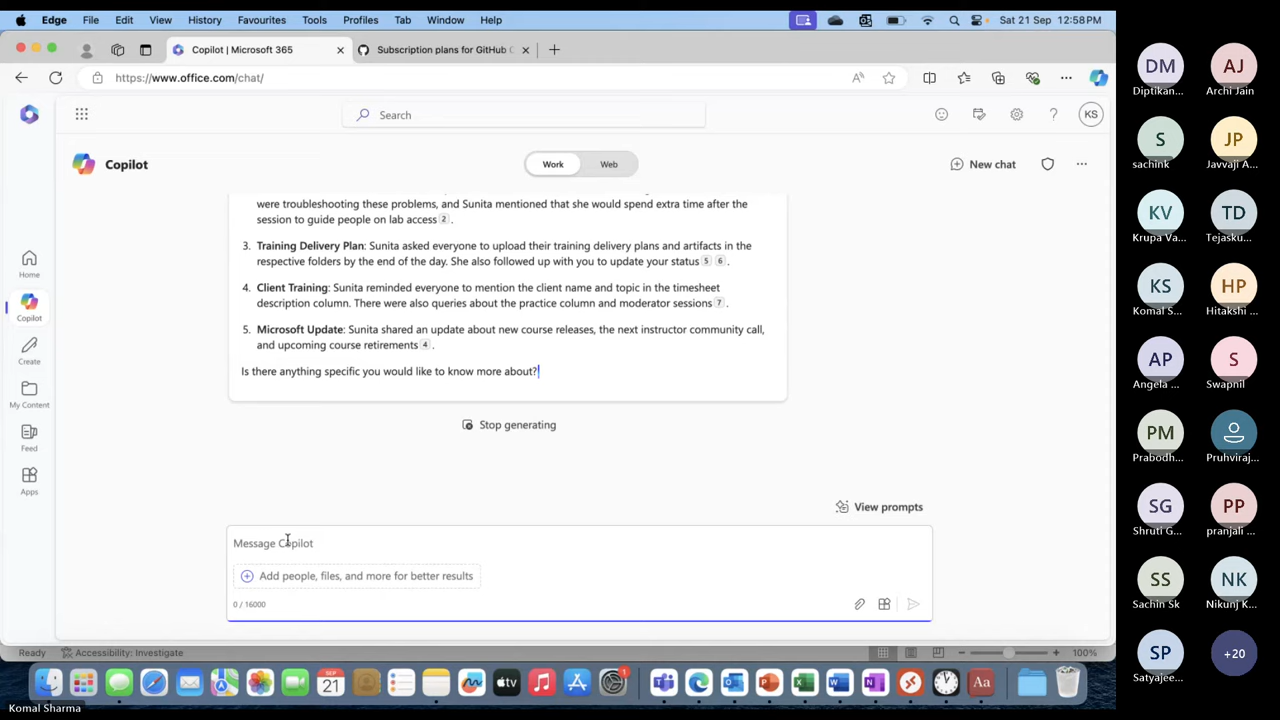 Edge File Edit View History Favourites Tools Profiles Tab Window Help Sat 21 Sep 12:58PM
Copilot | Microsoft 365 Subscription plans for GitHub C
https://www.office.com/chat/
Search KS
Copilot Work Web New chat
were troubleshooting these problems, and Sunita mentioned that she would spend extra time after the
session to guide people on lab access 2 .
3. Training Delivery Plan: Sunita asked everyone to upload their training delivery plans and artifacts in the
respective folders by the end of the day. She also followed up with you to update your status 5 6 .
4. Client Training: Sunita reminded everyone to mention the client name and topic in the timesheet
description column. There were also queries about the practice column and moderator sessions 7 .
5. Microsoft Update: Sunita shared an update about new course releases, the next instructor community call,
and upcoming course retirements 4 .
Is there anything specific you would like to know more about?
Stop generating
View prompts
Message Copilot
Add people, files, and more for better results
0 / 16000
Home
Copilot
Create
My Content
Feed
Apps
Ready Accessibility: Investigate 100%
SEP
21
1
tv
Aa
Komal Sharma
DM AJ
Diptikan... Archi Jain
S JP
sachink Javvaji A...
KV TD
Krupa Va... Tejasku...
KS HP
Komal S... Hitakshi ...
AP S
Angela ... Swapnil
PM
Prabodh... Pruhviraj...
SG PP
Shruti G... pranjali ...
SS NK
Sachin Sk Nikunj K...
SP +20
Satyajee...